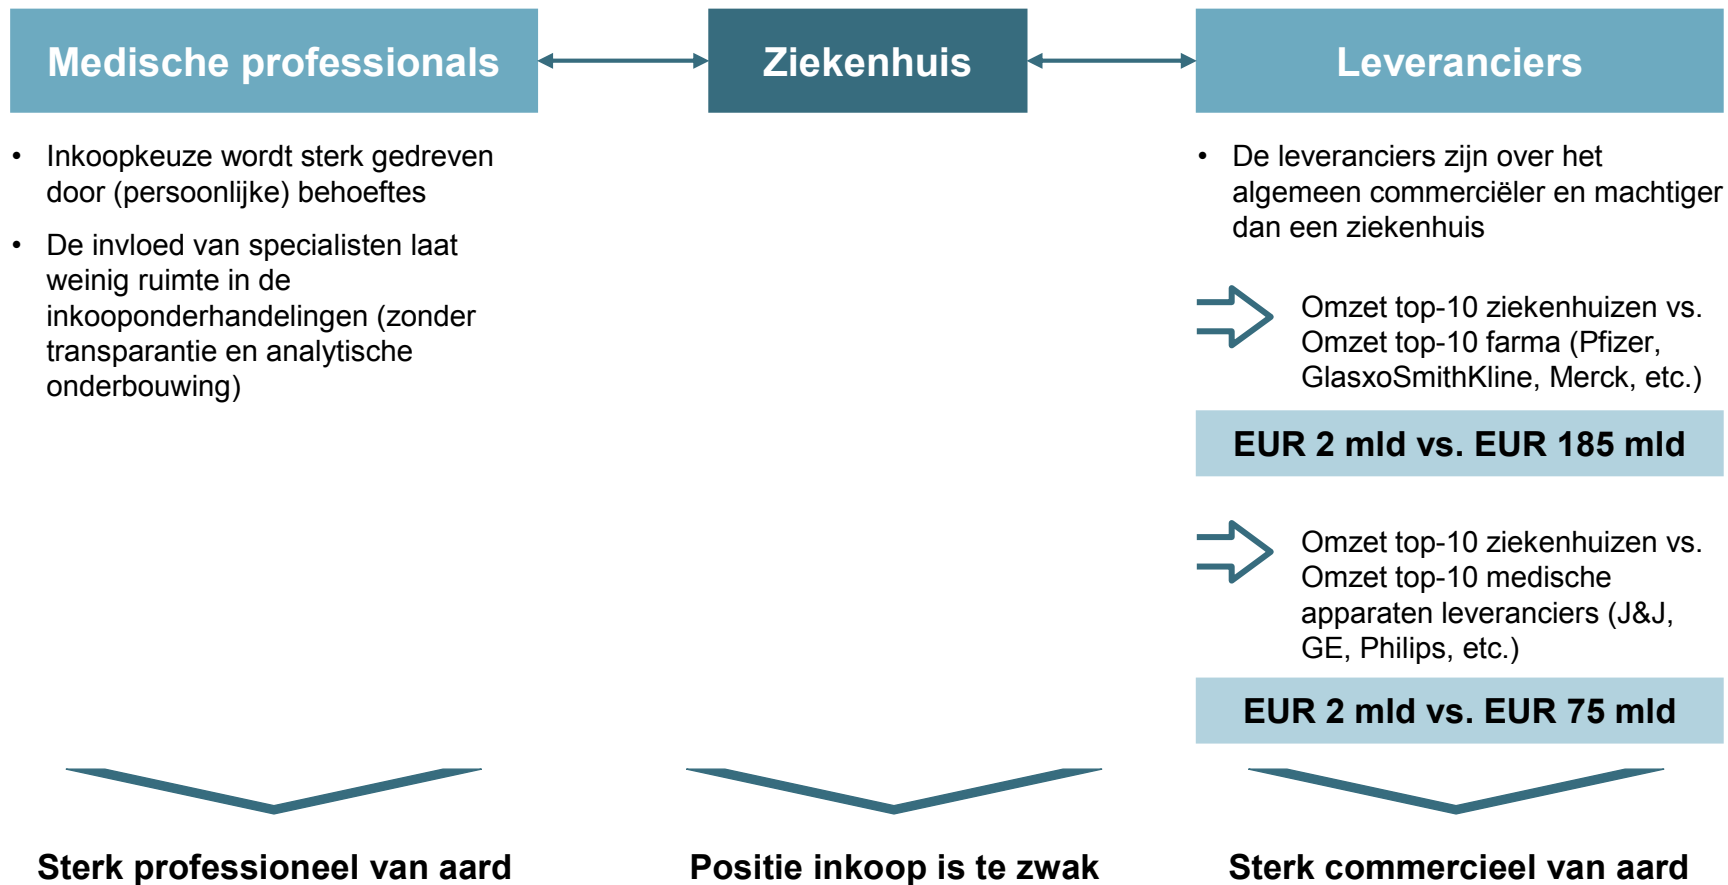 Medische professionals
Ziekenhuis
Leveranciers
• Inkoopkeuze wordt sterk gedreven
door (persoonlijke) behoeftes
• De invloed van specialisten laat
weinig ruimte in de
inkooponderhandelingen (zonder
transparantie en analytische
onderbouwing)
• De leveranciers zijn over het
algemeen commerciëler en machtiger
dan een ziekenhuis
Omzet top-10 ziekenhuizen vs.
Omzet top-10 farma (Pfizer,
GlasxoSmithKline, Merck, etc.)
EUR 2 mld vs. EUR 185 mld
Omzet top-10 ziekenhuizen vs.
Omzet top-10 medische
apparaten leveranciers (J&J,
GE, Philips, etc.)
EUR 2 mld vs. EUR 75 mld
Sterk professioneel van aard
Positie inkoop is te zwak
Sterk commercieel van aard